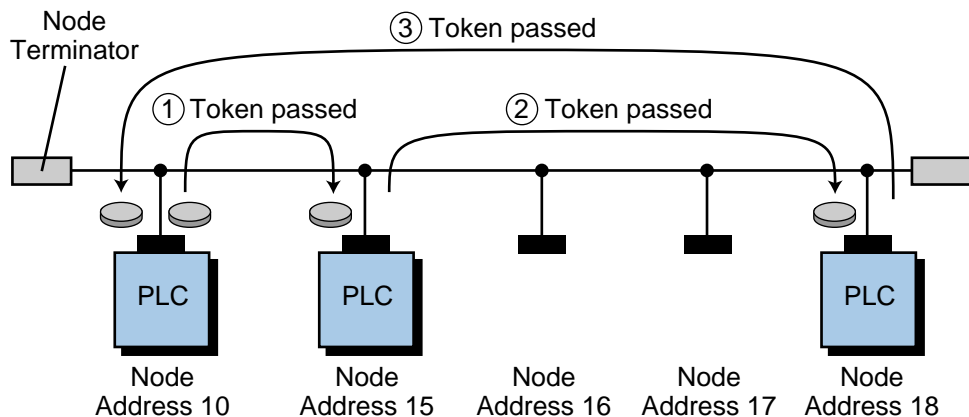 Node
Terminator
③ Token passed
① Token passed
② Token passed
PLC
PLC
PLC
Node
Address 10
Node
Address 15
Node
Address 16
Node
Address 17
Node
Address 18